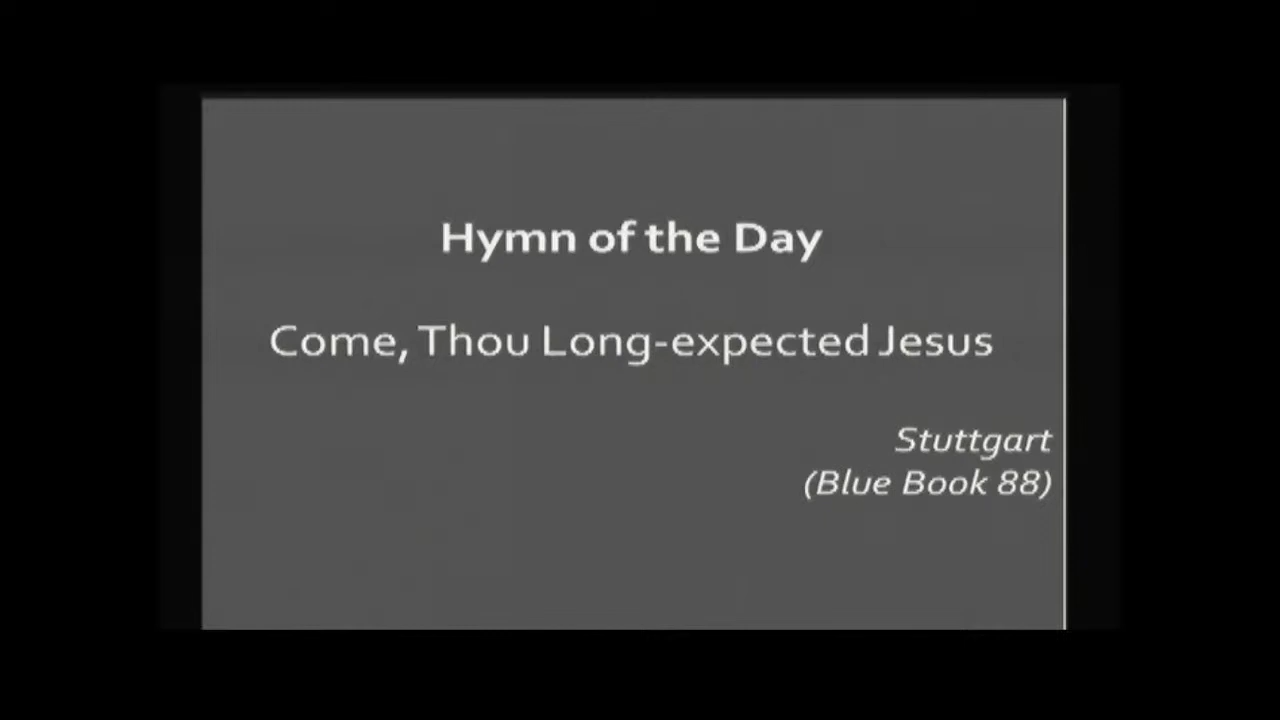 Hymn of the Day
Come, Thou Long-expected Jesus
Stuttgart
(Blue Book 88)